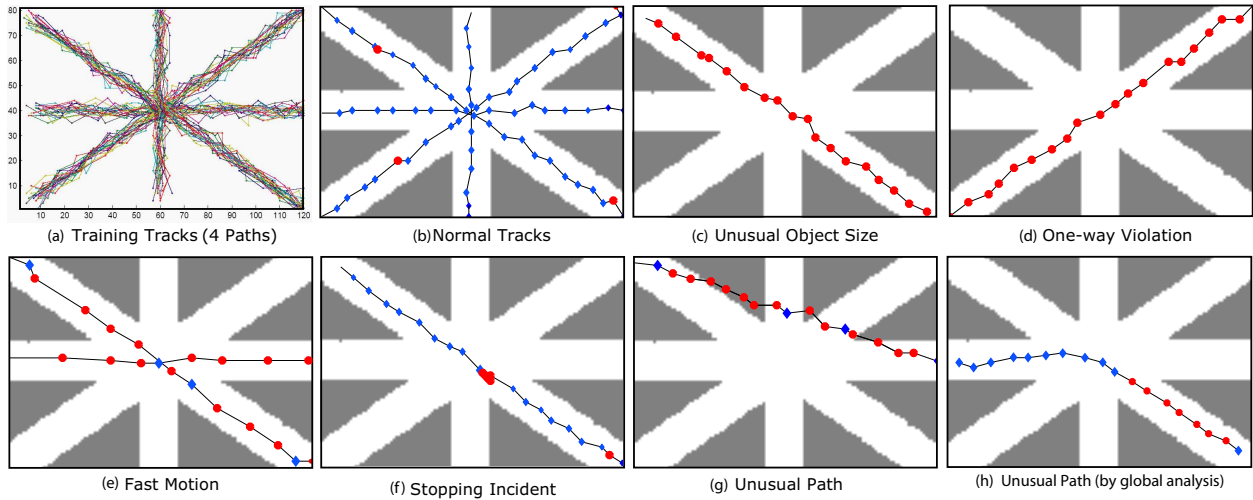 80
70
60
50
40
30
20
10
10 20 30 40 50 60 70 80 90 100 110 120
(a) Training Tracks (4 Paths)
(b) Normal Tracks
(c) Unusual Object Size
(d) One-way Violation
(e) Fast Motion
(f) Stopping Incident
(g) Unusual Path
(h) Unusual Path (by global analysis)